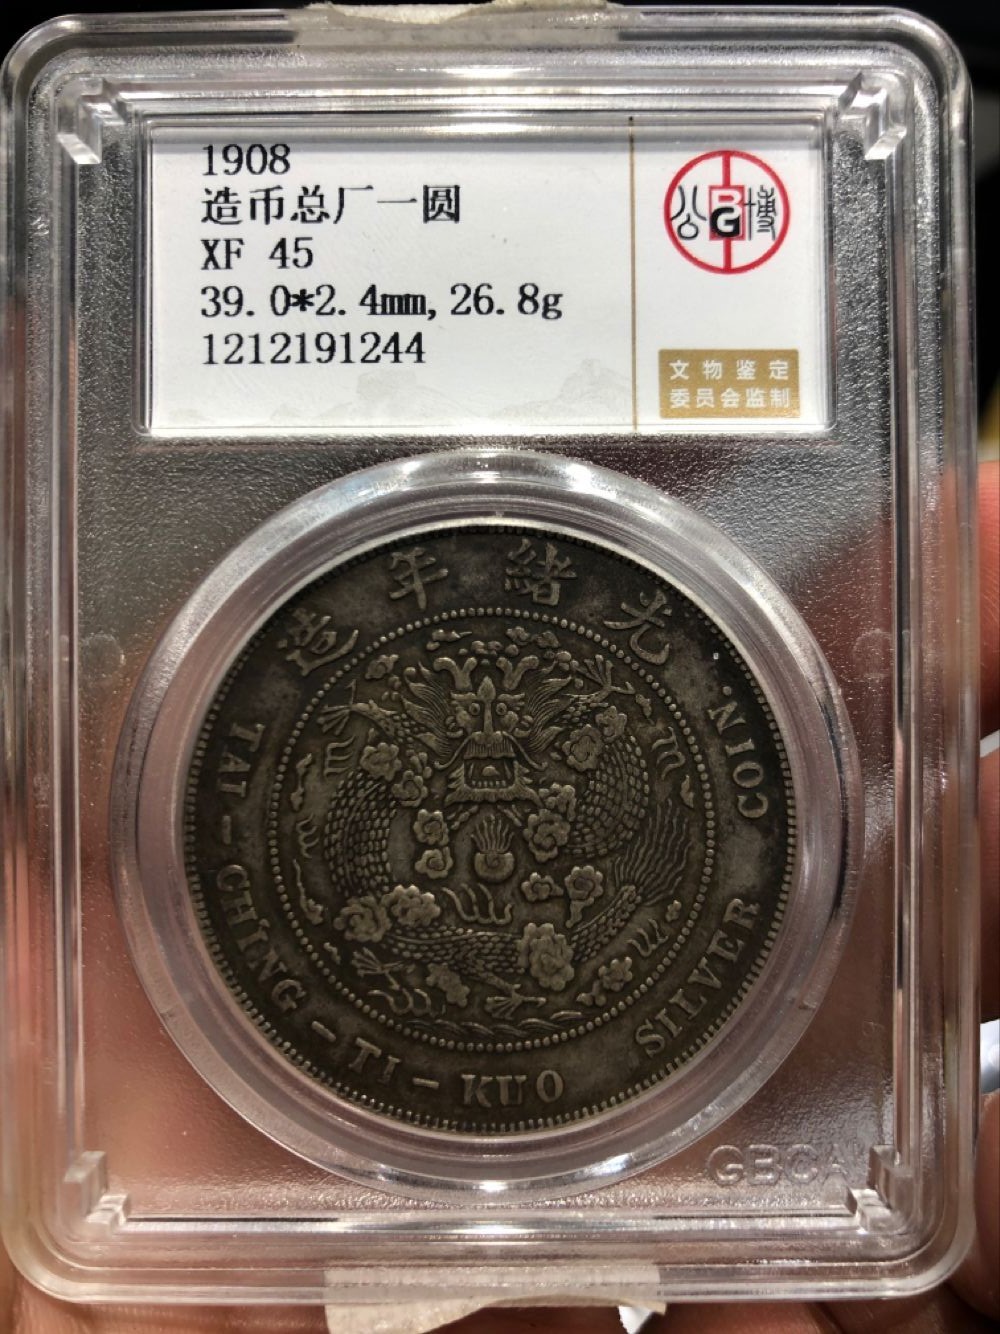 1908
造币总厂一圆
XF 45
39.0*2.4mm, 26.8g
1212191244
公 BG 博
文物鉴定
委员会监制
造年緒光
TAI-CHING-TI-KUO SILVER COIN.
GBCA